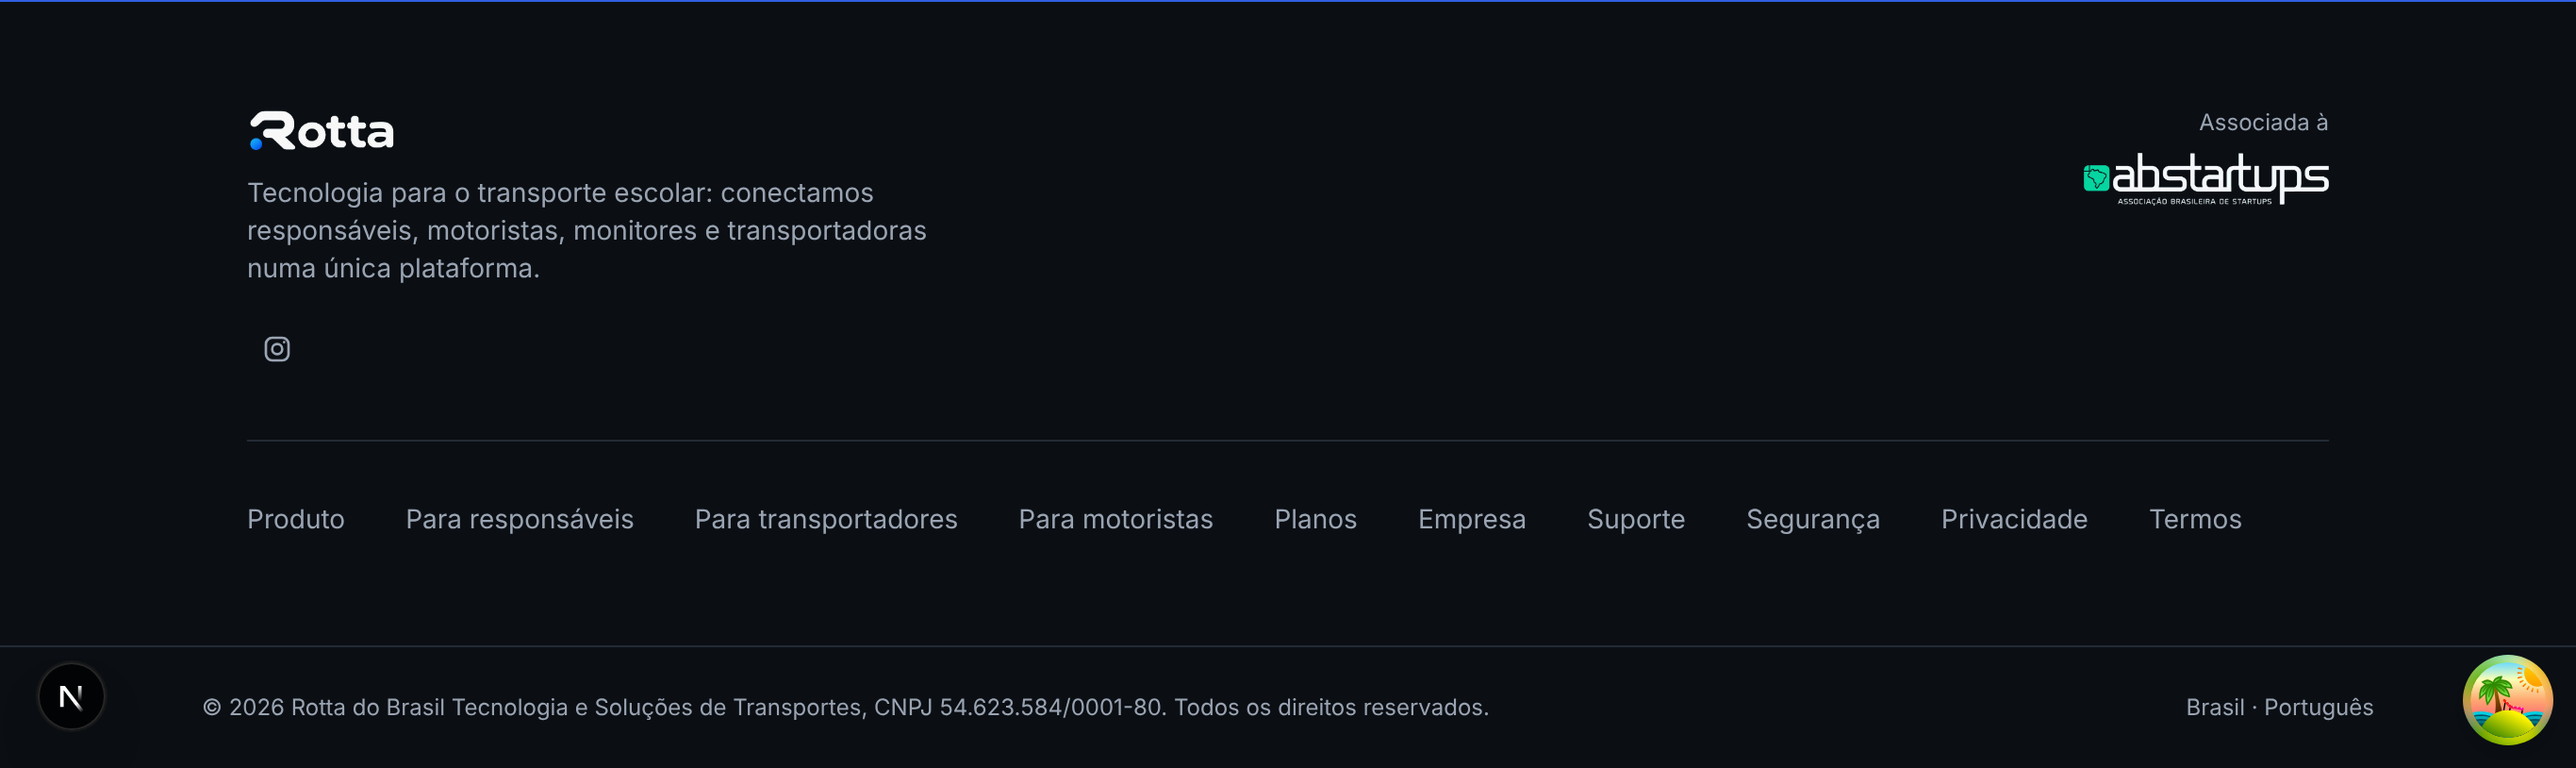 Rotta
Tecnologia para o transporte escolar: conectamos
responsáveis, motoristas, monitores e transportadoras
numa única plataforma.
Associada à
abstartups
ASSOCIAÇÃO BRASILEIRA DE STARTUPS
Produto
Para responsáveis
Para transportadores
Para motoristas
Planos
Empresa
Suporte
Segurança
Privacidade
Termos
N
© 2026 Rotta do Brasil Tecnologia e Soluções de Transportes, CNPJ 54.623.584/0001-80. Todos os direitos reservados.
Brasil · Português